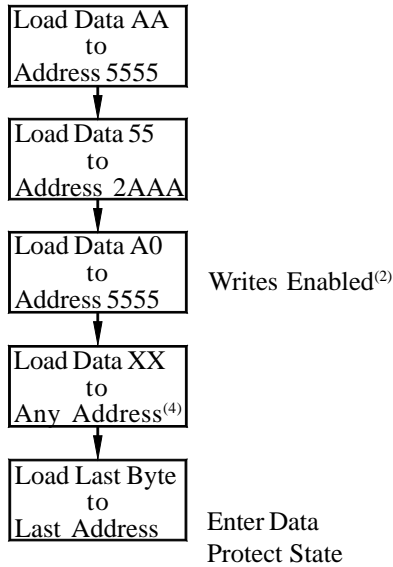 Load Data AA
to
Address 5555
Load Data 55
to
Address 2AAA
Load Data A0
to
Address 5555
Writes Enabled(2)
Load Data XX
to
Any Address(4)
Load Last Byte
to
Last Address
Enter Data
Protect State